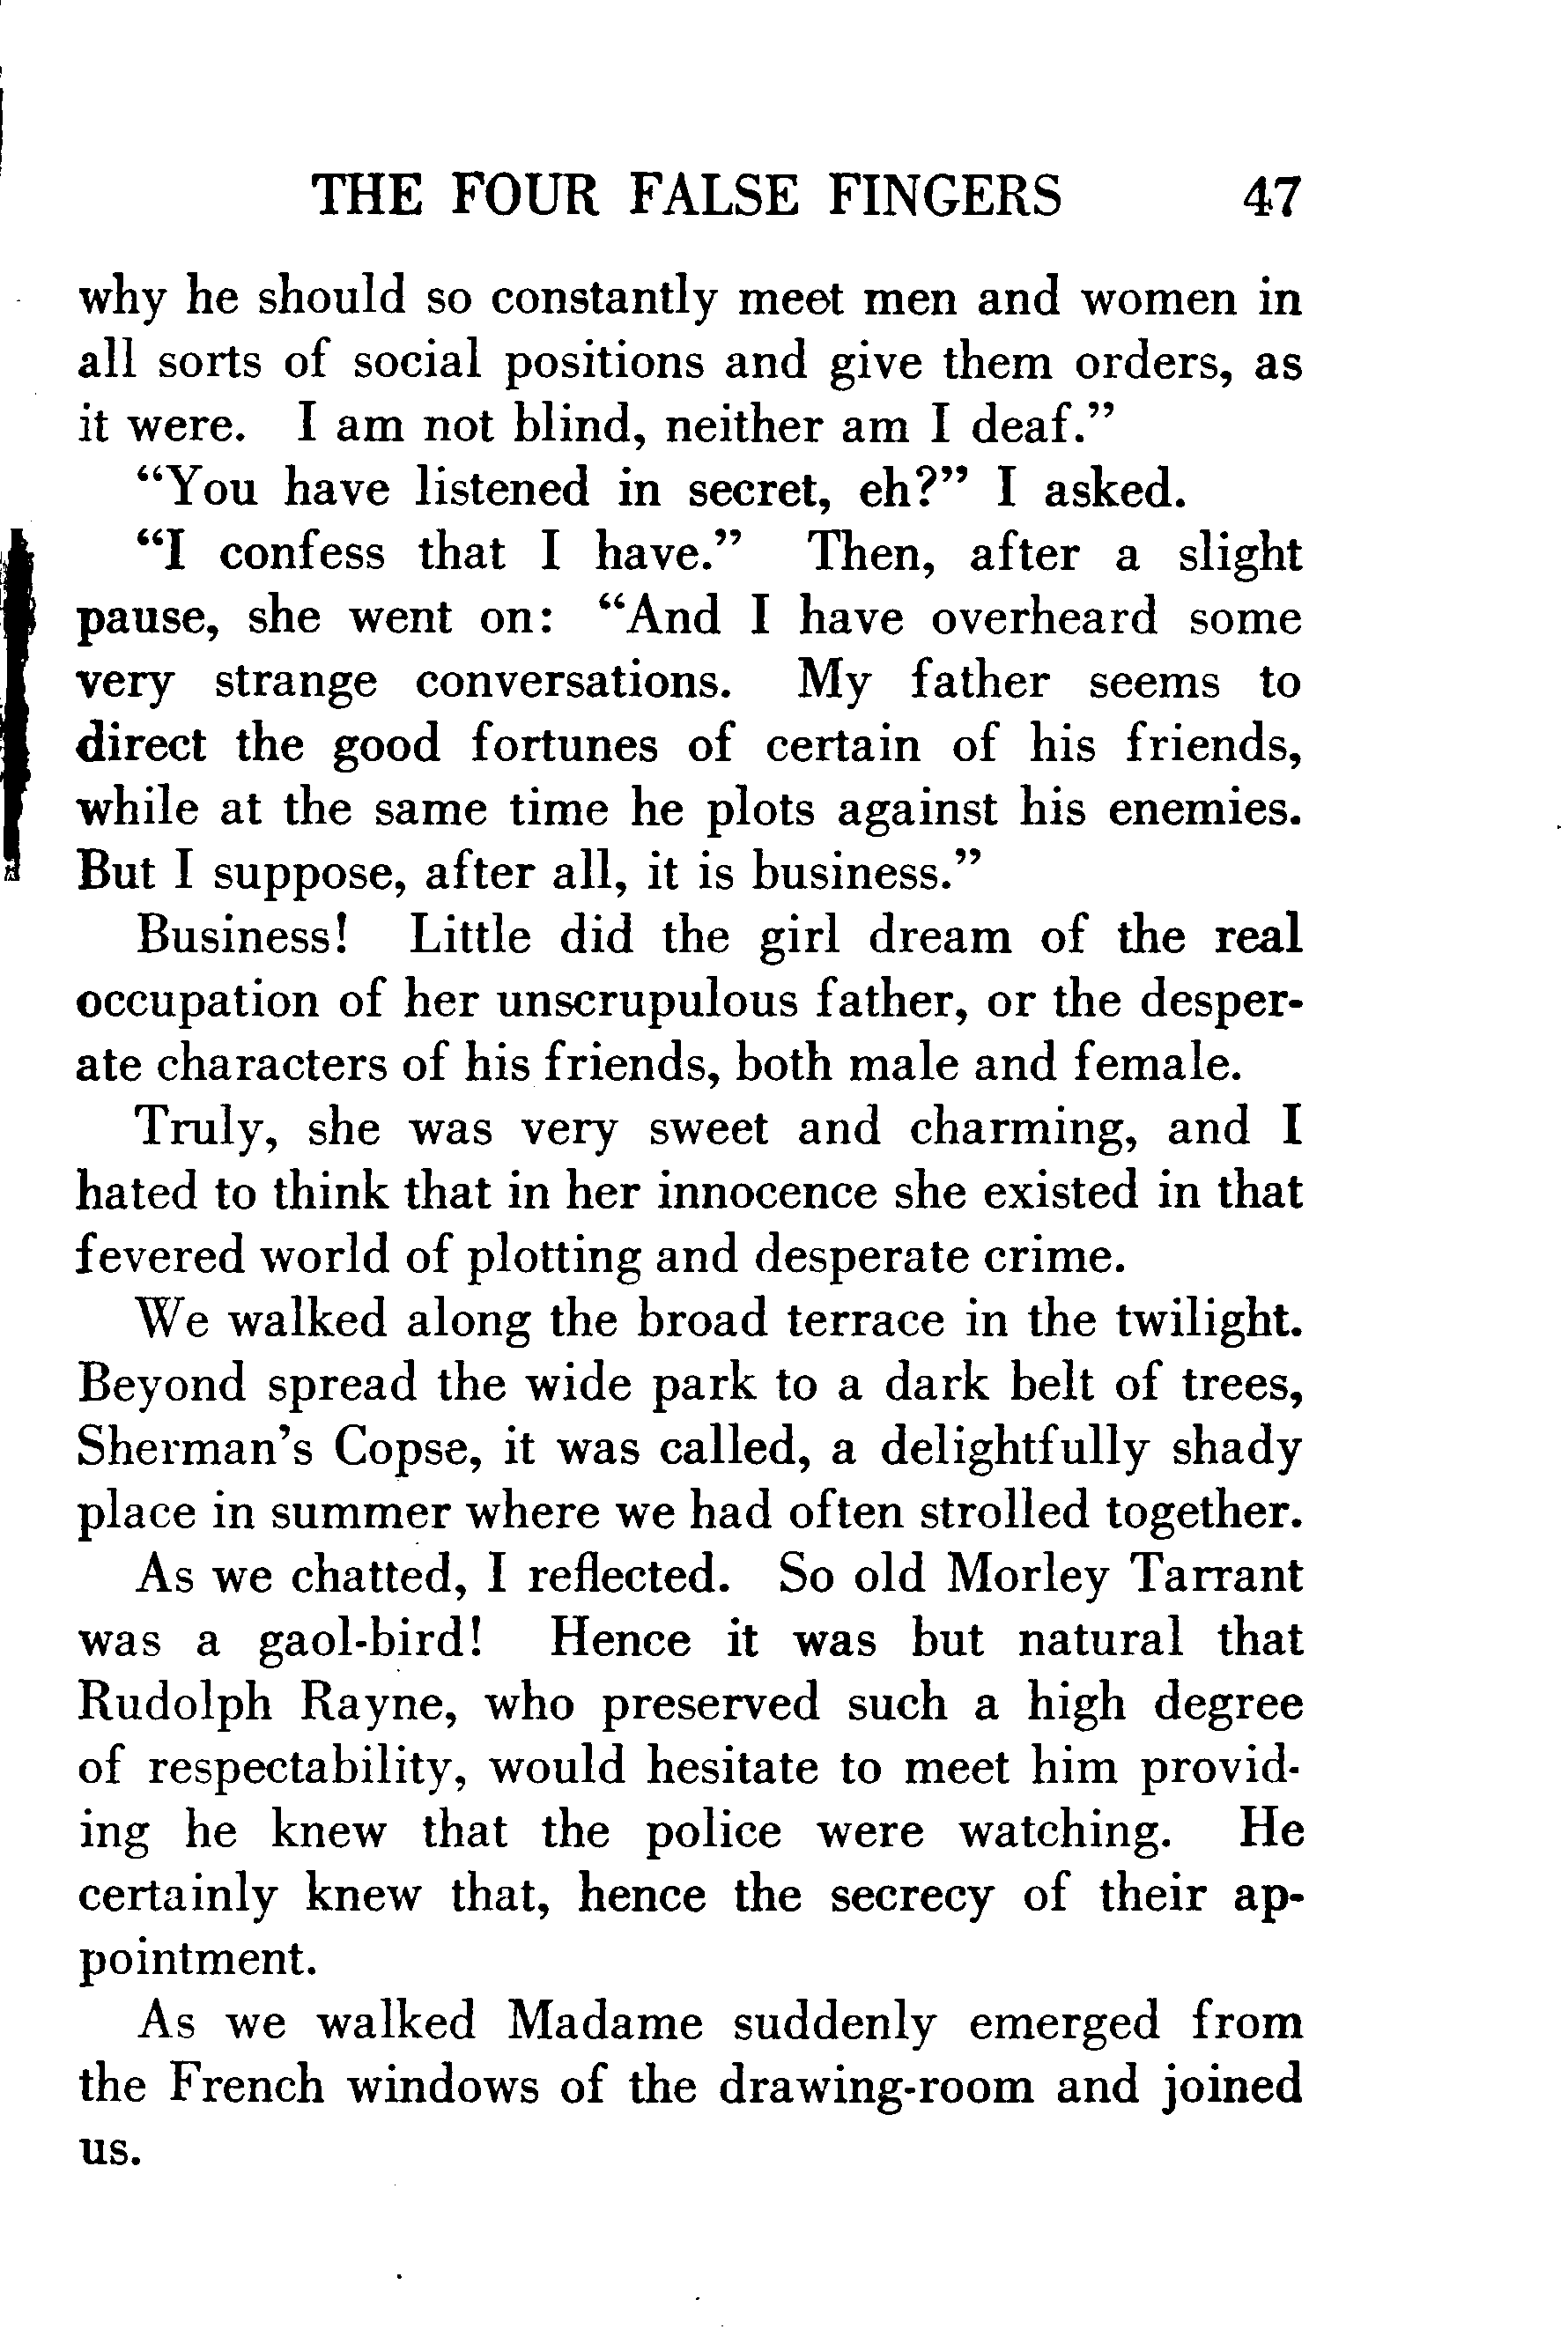 THE FOUR FALSE FINGERS 47
why he should so constantly meet men and women in
all sorts of social positions and give them orders, as
it were. I am not blind, neither am I deaf."
"You have listened in secret, eh?" I asked.
"I confess that I have." Then, after a slight
pause, she went on: "And I have overheard some
very strange conversations. My father seems to
direct the good fortunes of certain of his friends,
while at the same time he plots against his enemies.
But I suppose, after all, it is business."
Business! Little did the girl dream of the real
occupation of her unscrupulous father, or the desper-
ate characters of his friends, both male and female.
Truly, she was very sweet and charming, and I
hated to think that in her innocence she existed in that
fevered world of plotting and desperate crime.
We walked along the broad terrace in the twilight.
Beyond spread the wide park to a dark belt of trees,
Sherman's Copse, it was called, a delightfully shady
place in summer where we had often strolled together.
As we chatted, I reflected. So old Morley Tarrant
was a gaol-bird! Hence it was but natural that
Rudolph Rayne, who preserved such a high degree
of respectability, would hesitate to meet him provid-
ing he knew that the police were watching. He
certainly knew that, hence the secrecy of their ap-
pointment.
As we walked Madame suddenly emerged from
the French windows of the drawing-room and joined
us.